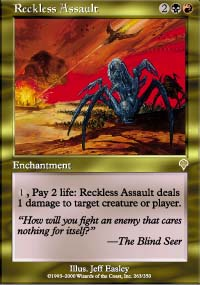 Reckless Assault 2
Enchantment
1, Pay 2 life: Reckless Assault deals
1 damage to target creature or player.
"How will you fight an enemy that cares
nothing for itself?"
—The Blind Seer
Illus. Jeff Easley
©1993-2000 Wizards of the Coast, Inc. 263/350